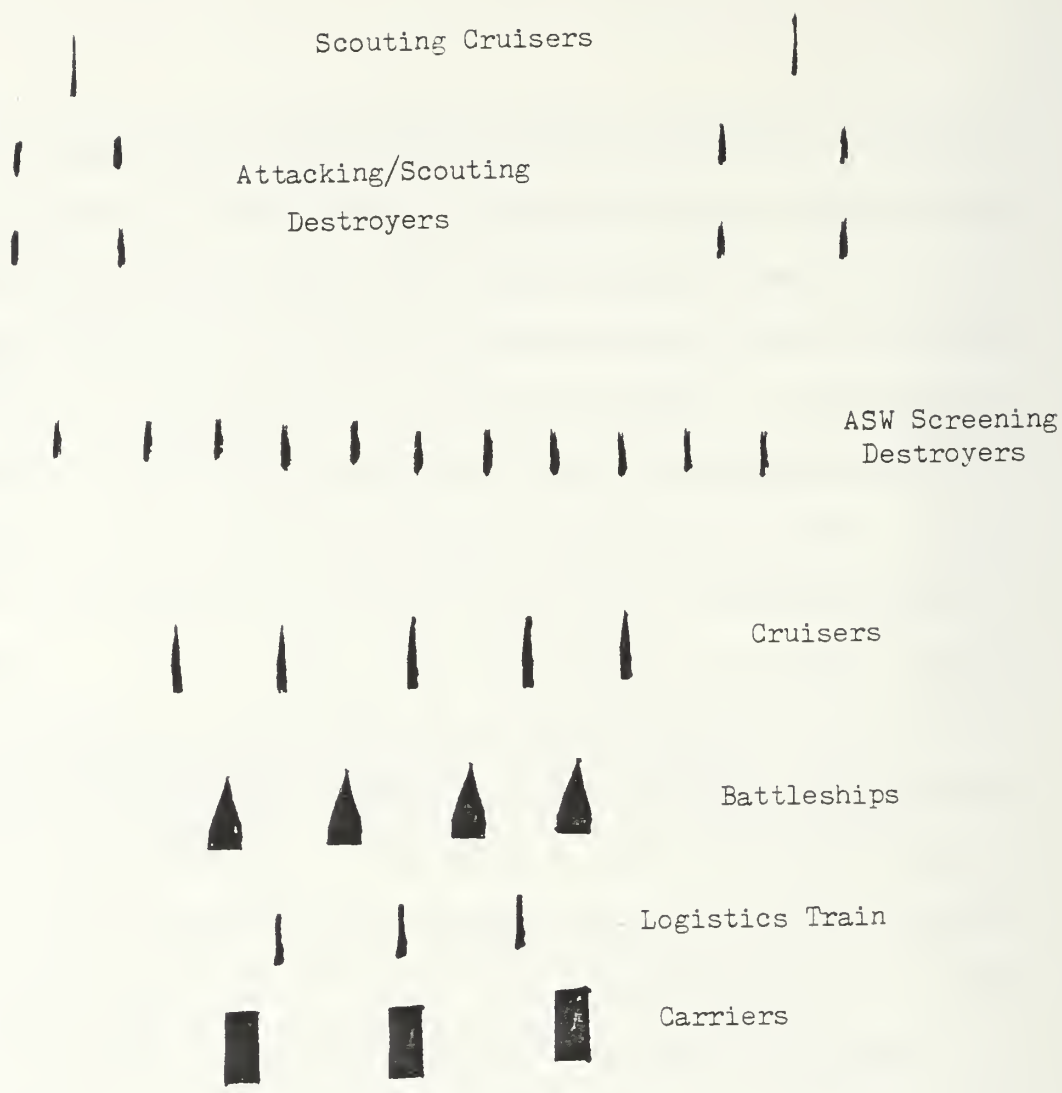 Scouting Cruisers
Attacking/Scouting
Destroyers
ASW Screening
Destroyers
Cruisers
Battleships
Logistics Train
Carriers